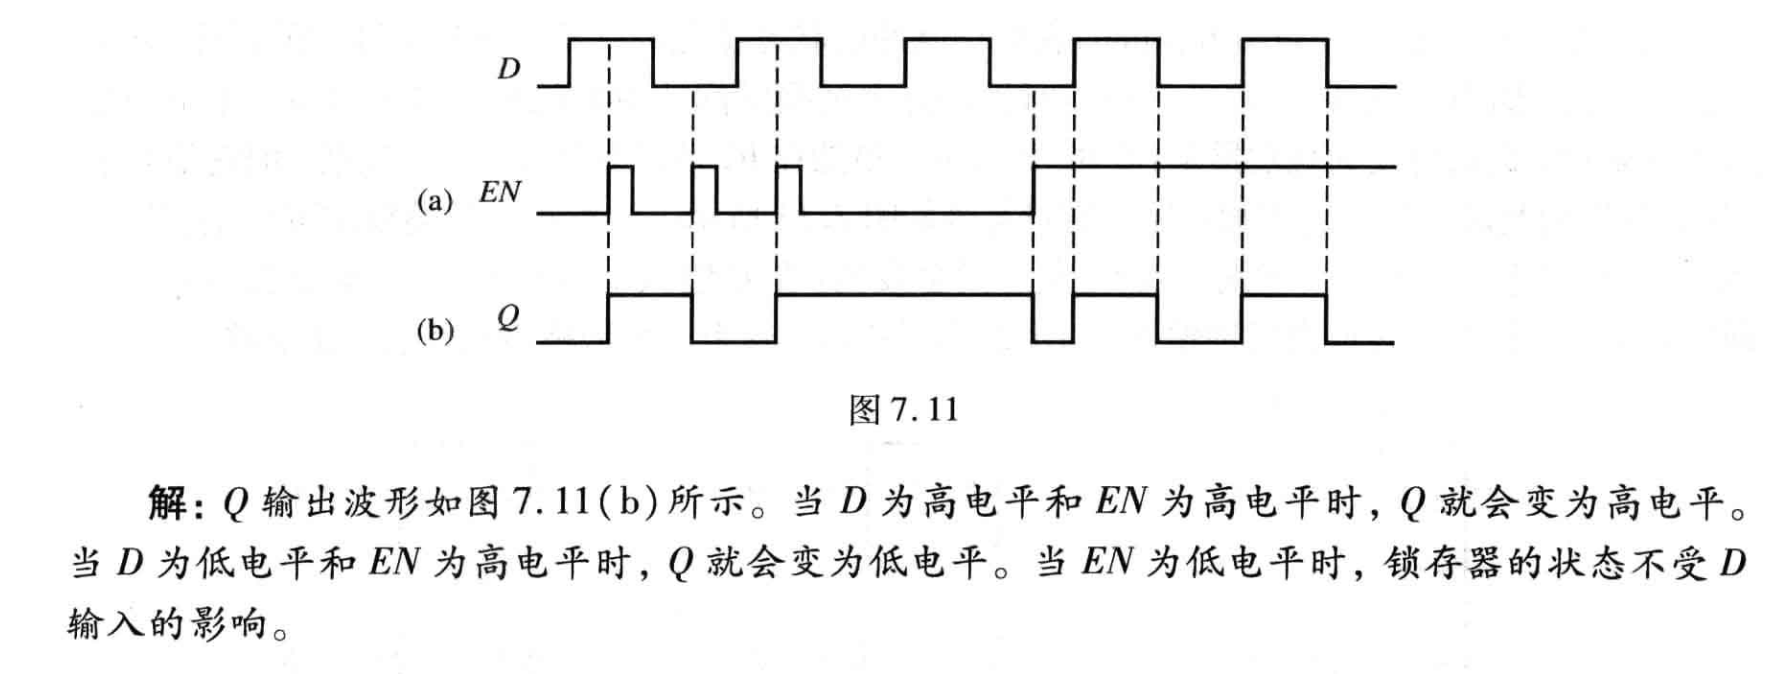 D
(a) EN
(b) Q
图 7.11
解: Q 输出波形如图 7.11(b)所示。当 D 为高电平和 EN 为高电平时, Q 就会变为高电平。
当 D 为低电平和 EN 为高电平时, Q 就会变为低电平。当 EN 为低电平时, 锁存器的状态不受 D
输入的影响。